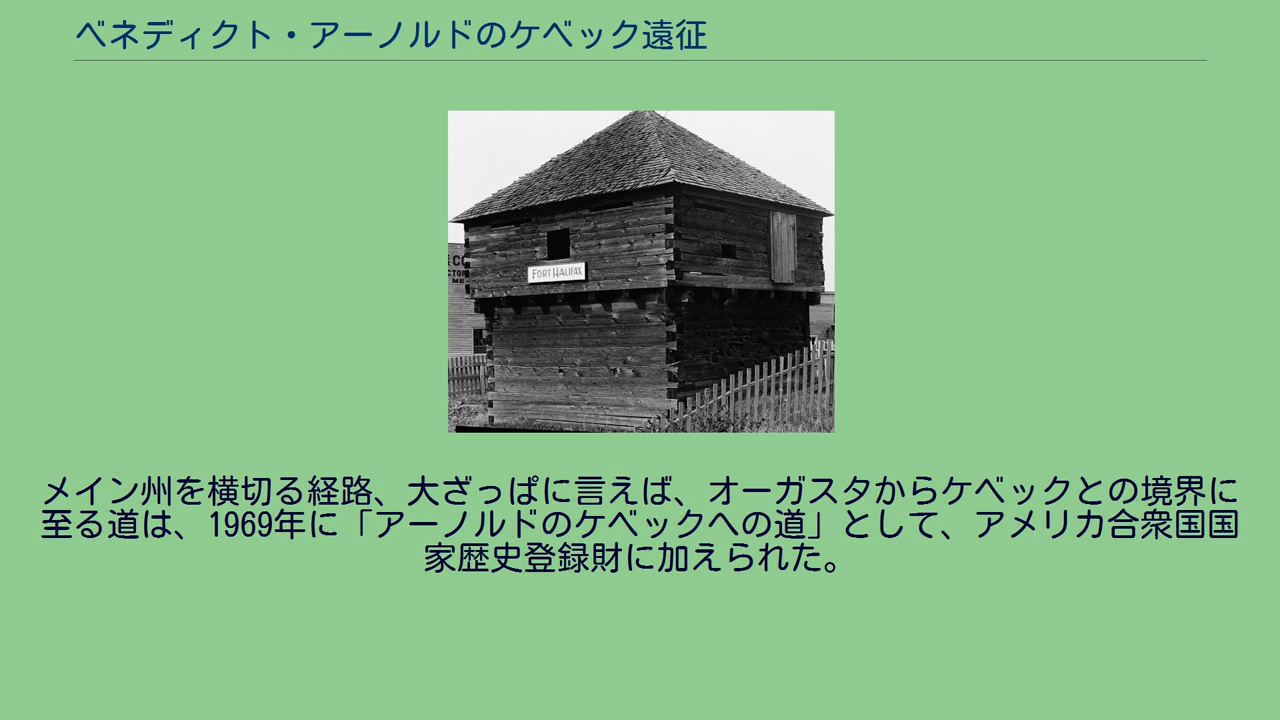 ベネディクト・アーノルドのケベック遠征
FORT HALIFAX
メイン州を横切る経路、大ざっぱに言えば、オーガスタからケベックとの境界に
至る道は、1969年に「アーノルドのケベックへの道」として、アメリカ合衆国国
家歴史登録財に加えられた。